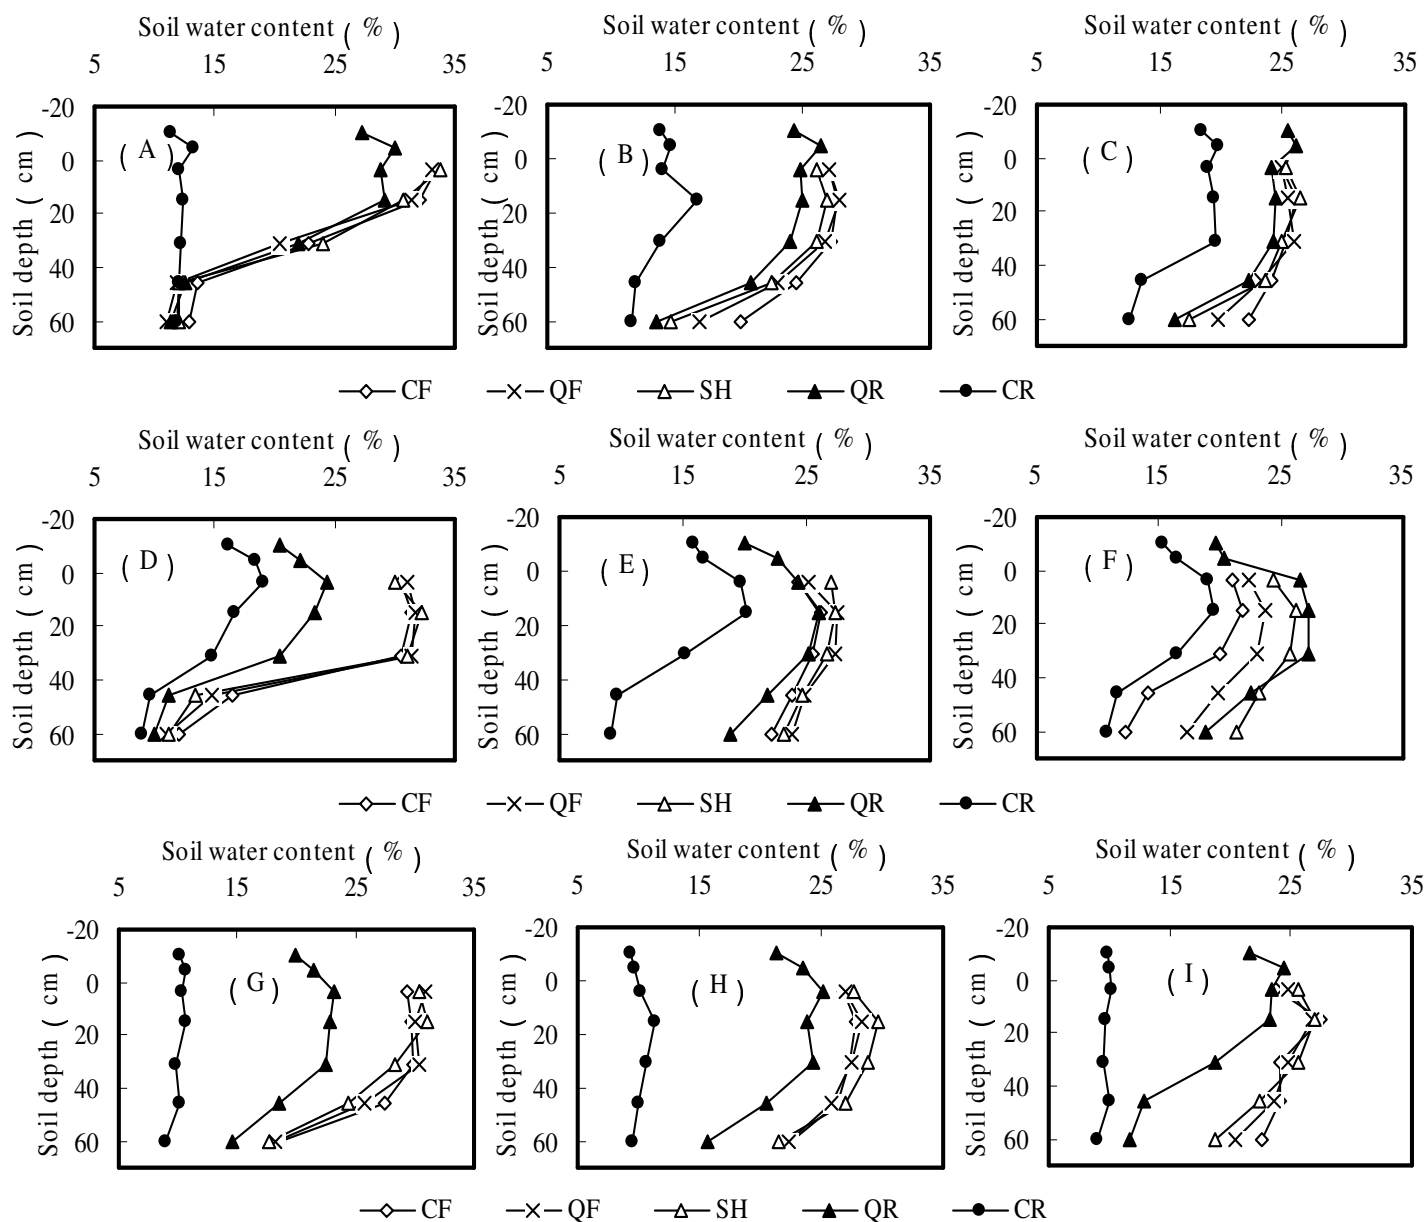 Soil water content ( % ) Soil water content ( % ) Soil water content ( % )
5 15 25 35 5 15 25 35 5 15 25 35
-20 -20 -20
0 0 0
20 20 20
40 40 40
60 60 60
Soil depth ( cm ) Soil depth ( cm ) Soil depth ( cm )
( A ) ( B ) ( C )
CF QF SH QR CR
Soil water content ( % ) Soil water content ( % ) Soil water content ( % )
5 15 25 35 5 15 25 35 5 15 25 35
-20 -20 -20
0 0 0
20 20 20
40 40 40
60 60 60
Soil depth ( cm ) Soil depth ( cm ) Soil depth ( cm )
( D ) ( E ) ( F )
CF QF SH QR CR
Soil water content ( % ) Soil water content ( % ) Soil water content ( % )
5 15 25 35 5 15 25 35 5 15 25 35
-20 -20 -20
0 0 0
20 20 20
40 40 40
60 60 60
Soil depth ( cm ) Soil depth ( cm ) Soil depth ( cm )
( G ) ( H ) ( I )
CF QF SH QR CR